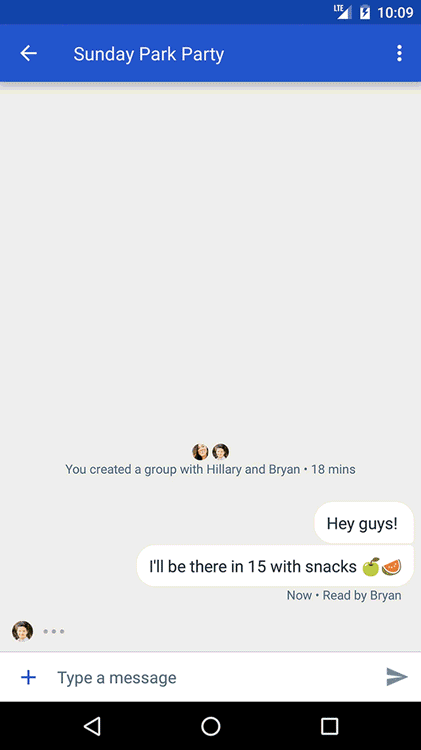 LTE 10:09
Sunday Park Party
You created a group with Hillary and Bryan • 18 mins
Hey guys!
I'll be there in 15 with snacks 🍏🍉
Now • Read by Bryan
Type a message